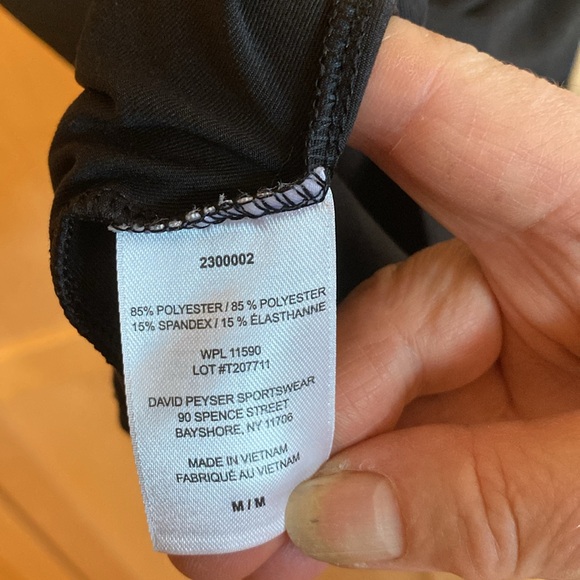 2300002
85% POLYESTER / 85 % POLYESTER
15% SPANDEX / 15 % ÉLASTHANNE
WPL 11590
LOT #T207711
DAVID PEYSER SPORTSWEAR
90 SPENCE STREET
BAYSHORE, NY 11706
MADE IN VIETNAM
FABRIQUÉ AU VIETNAM
M / M